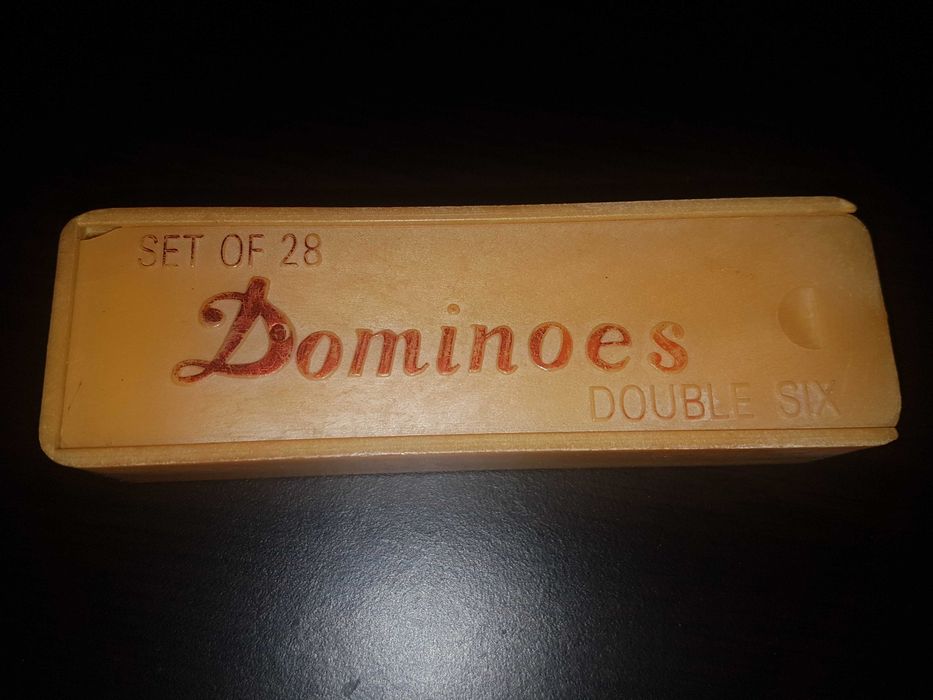 SET OF 28
Dominoes
DOUBLE SIX